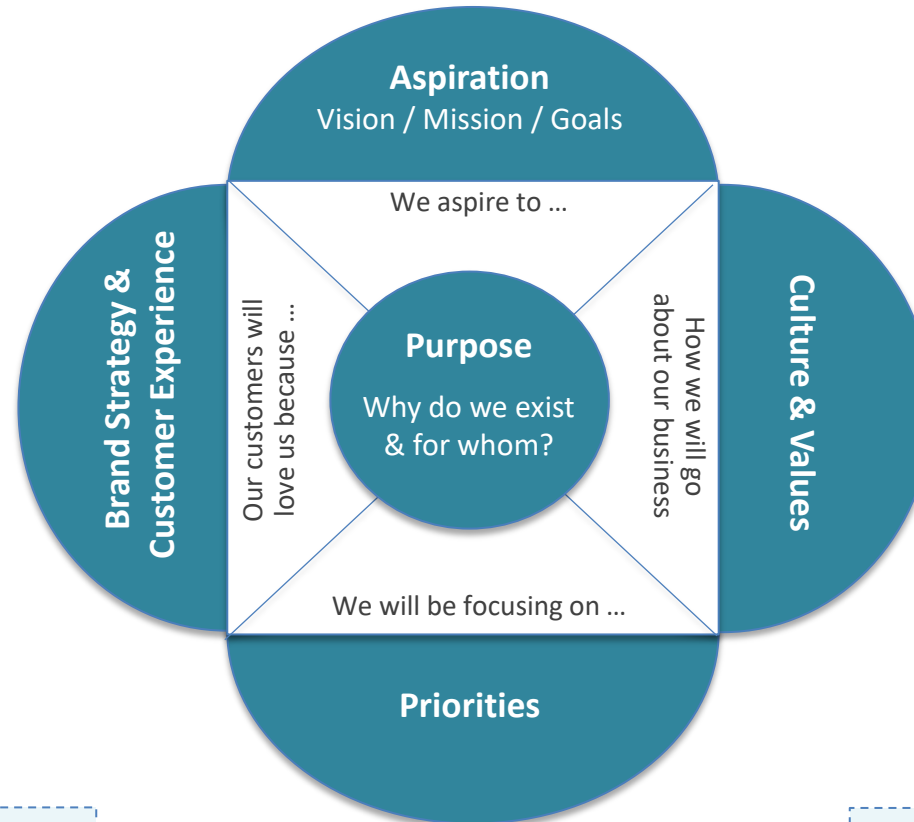 Aspiration
Vision / Mission / Goals
We aspire to ...
Brand Strategy &
Customer Experience
Our customers will
love us because ...
Purpose
Why do we exist
& for whom?
How we will go
about our business
Culture & Values
We will be focusing on ...
Priorities